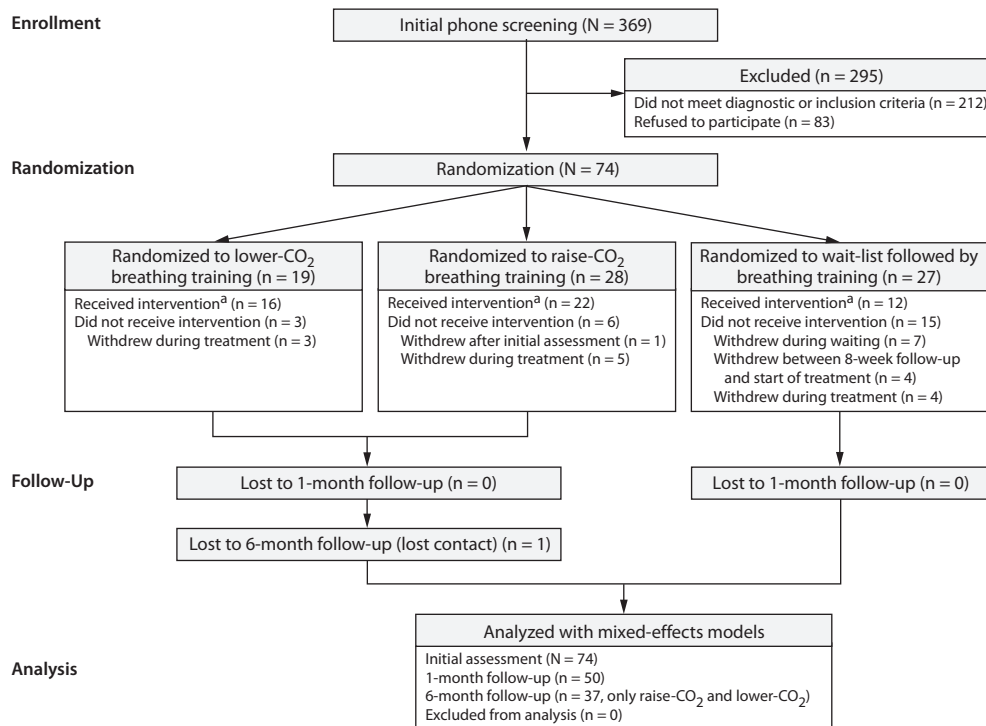 Enrollment
Initial phone screening (N = 369)
Excluded (n = 295)
Did not meet diagnostic or inclusion criteria (n = 212)
Refused to participate (n = 83)
Randomization
Randomization (N = 74)
Randomized to lower-CO₂
breathing training (n = 19)
Received interventionᵃ (n = 16)
Did not receive intervention (n = 3)
Withdrew during treatment (n = 3)
Randomized to raise-CO₂
breathing training (n = 28)
Received interventionᵃ (n = 22)
Did not receive intervention (n = 6)
Withdrew after initial assessment (n = 1)
Withdrew during treatment (n = 5)
Randomized to wait-list followed by
breathing training (n = 27)
Received interventionᵃ (n = 12)
Did not receive intervention (n = 15)
Withdrew during waiting (n = 7)
Withdrew between 8-week follow-up
and start of treatment (n = 4)
Withdrew during treatment (n = 4)
Follow-Up
Lost to 1-month follow-up (n = 0)
Lost to 1-month follow-up (n = 0)
Lost to 6-month follow-up (lost contact) (n = 1)
Analysis
Analyzed with mixed-effects models
Initial assessment (N = 74)
1-month follow-up (n = 50)
6-month follow-up (n = 37, only raise-CO₂ and lower-CO₂)
Excluded from analysis (n = 0)